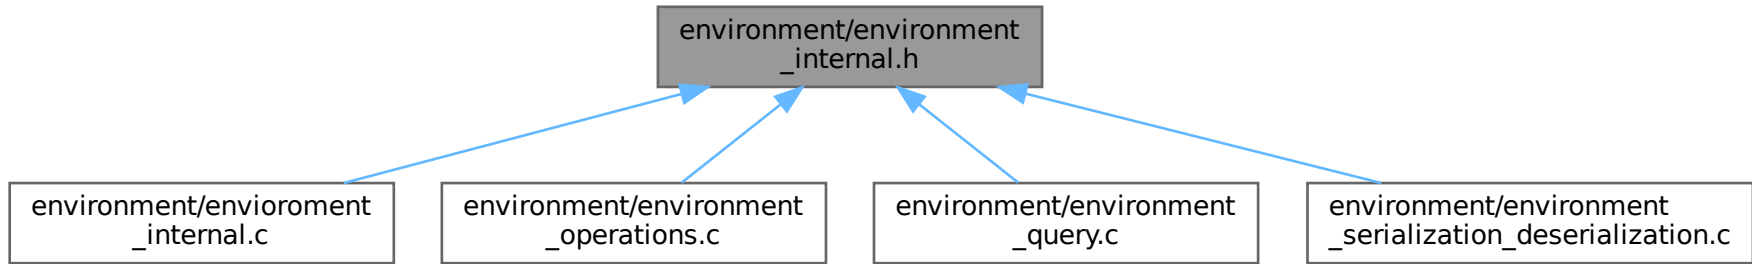 environment/environment
_internal.h
environment/envioroment
_internal.c
environment/environment
_operations.c
environment/environment
_query.c
environment/environment
_serialization_deserialization.c